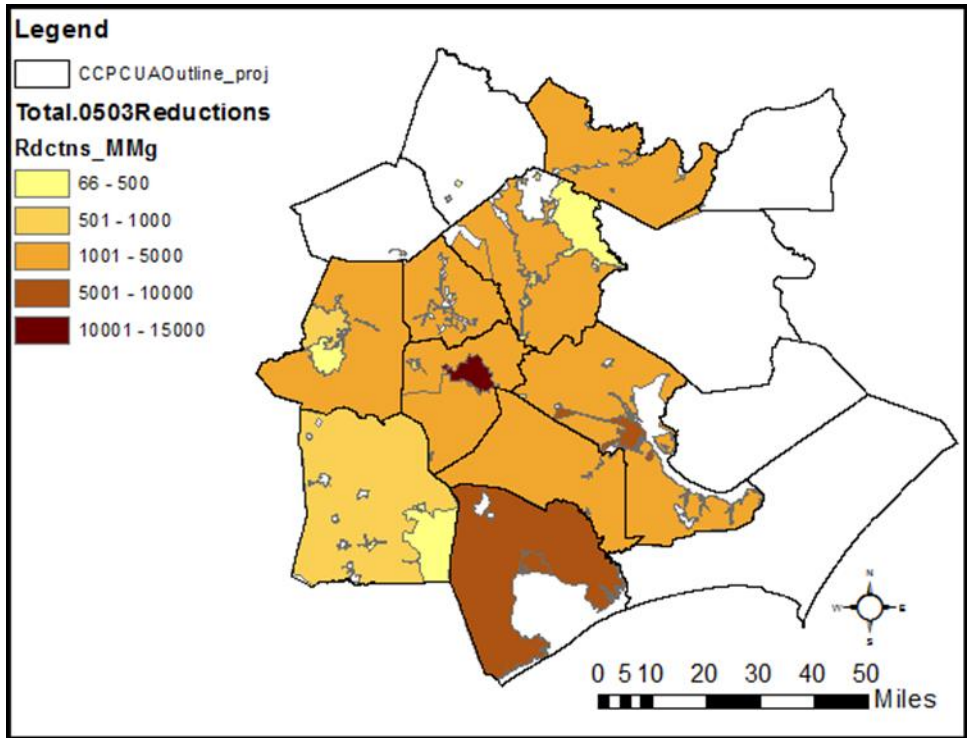 Legend
CCPCUAOutline_proj
Total.0503Reductions
Rdctns_MMg
66 - 500
501 - 1000
1001 - 5000
5001 - 10000
10001 - 15000
N
W E
S
0 5 10 20 30 40 50
Miles